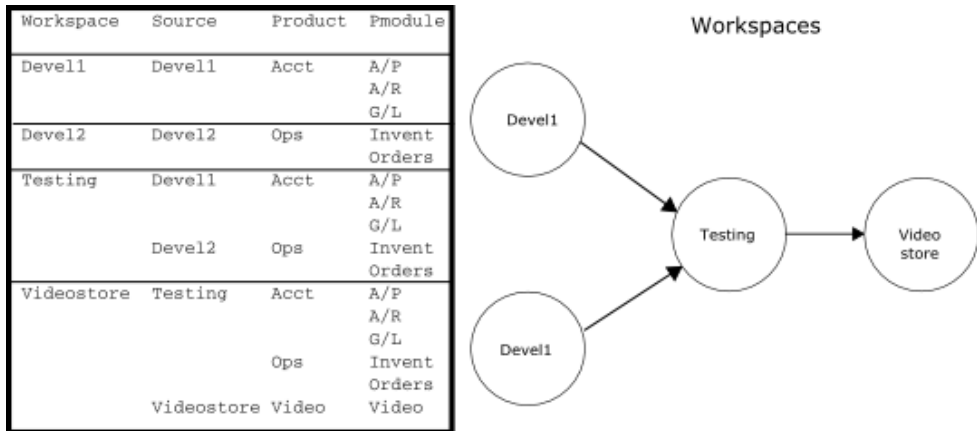 Workspace Source Product Pmodule
Devel1 Devel1 Acct A/P
A/R
G/L
Devel2 Devel2 Ops Invent
Orders
Testing Devel1 Acct A/P
A/R
G/L
Devel2 Ops Invent
Orders
Videostore Testing Acct A/P
A/R
G/L
Ops Invent
Orders
Videostore Video Video
Workspaces
Devel1
Testing
Video
store
Devel1